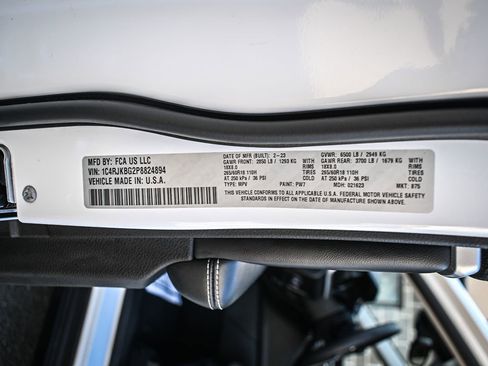 MFD BY: FCA US LLC
VIN: 1C4RJKBG2P8824894
VEHICLE MADE IN U.S.A.
DATE OF MFR (BUILT): 2-23 GVWR: 6500 LB / 2949 KG
GAWR FRONT: 2850 LB / 1293 KG WITH GAWR REAR: 3700 LB / 1679 KG WITH
18X8.0 RIMS 18X8.0 RIMS
265/60R18 110H TIRES 265/60R18 110H TIRES
AT 250 kPa / 36 PSI COLD AT 250 kPa / 36 PSI COLD
TYPE: MPV PAINT: PW7 MDH: 021623 MKT: 875
THIS VEHICLE CONFORMS TO ALL APPLICABLE U.S.A. FEDERAL MOTOR VEHICLE SAFETY
STANDARDS IN EFFECT ON THE DATE OF MANUFACTURE SHOWN ABOVE.